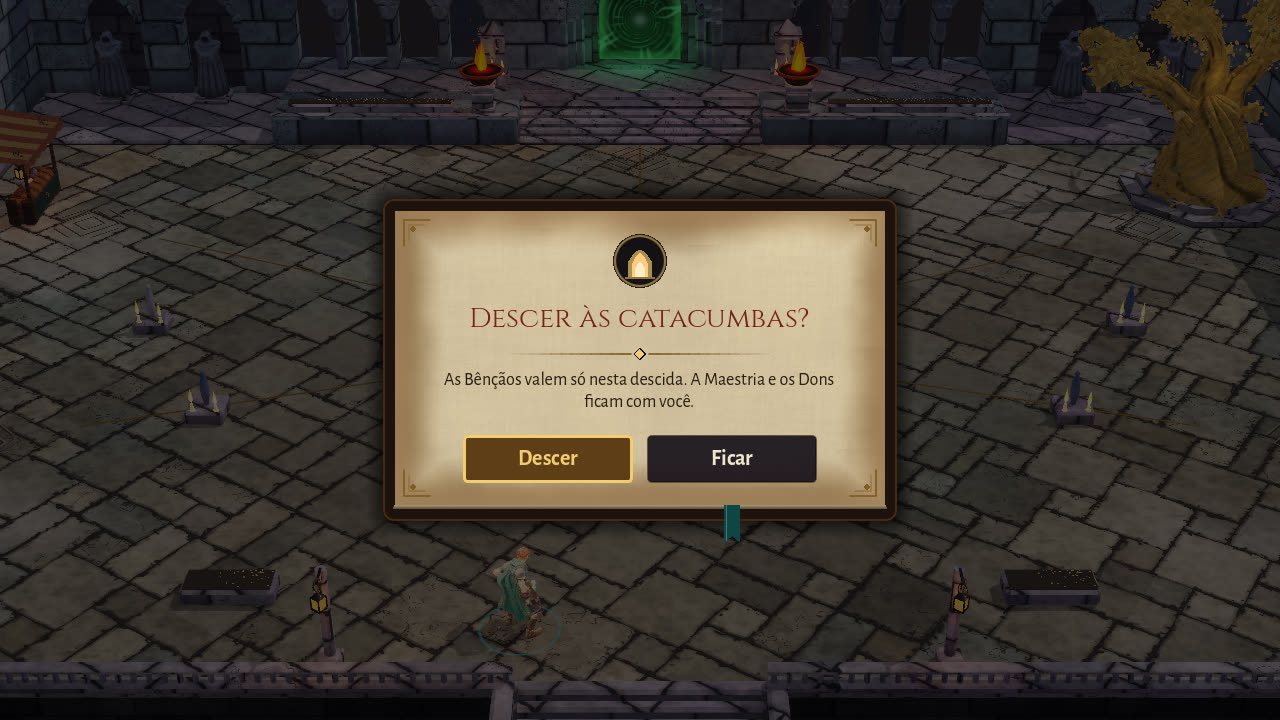 Descer às catacumbas?
As Bênçãos valem só nesta descida. A Maestria e os Dons
ficam com você.
Descer
Ficar